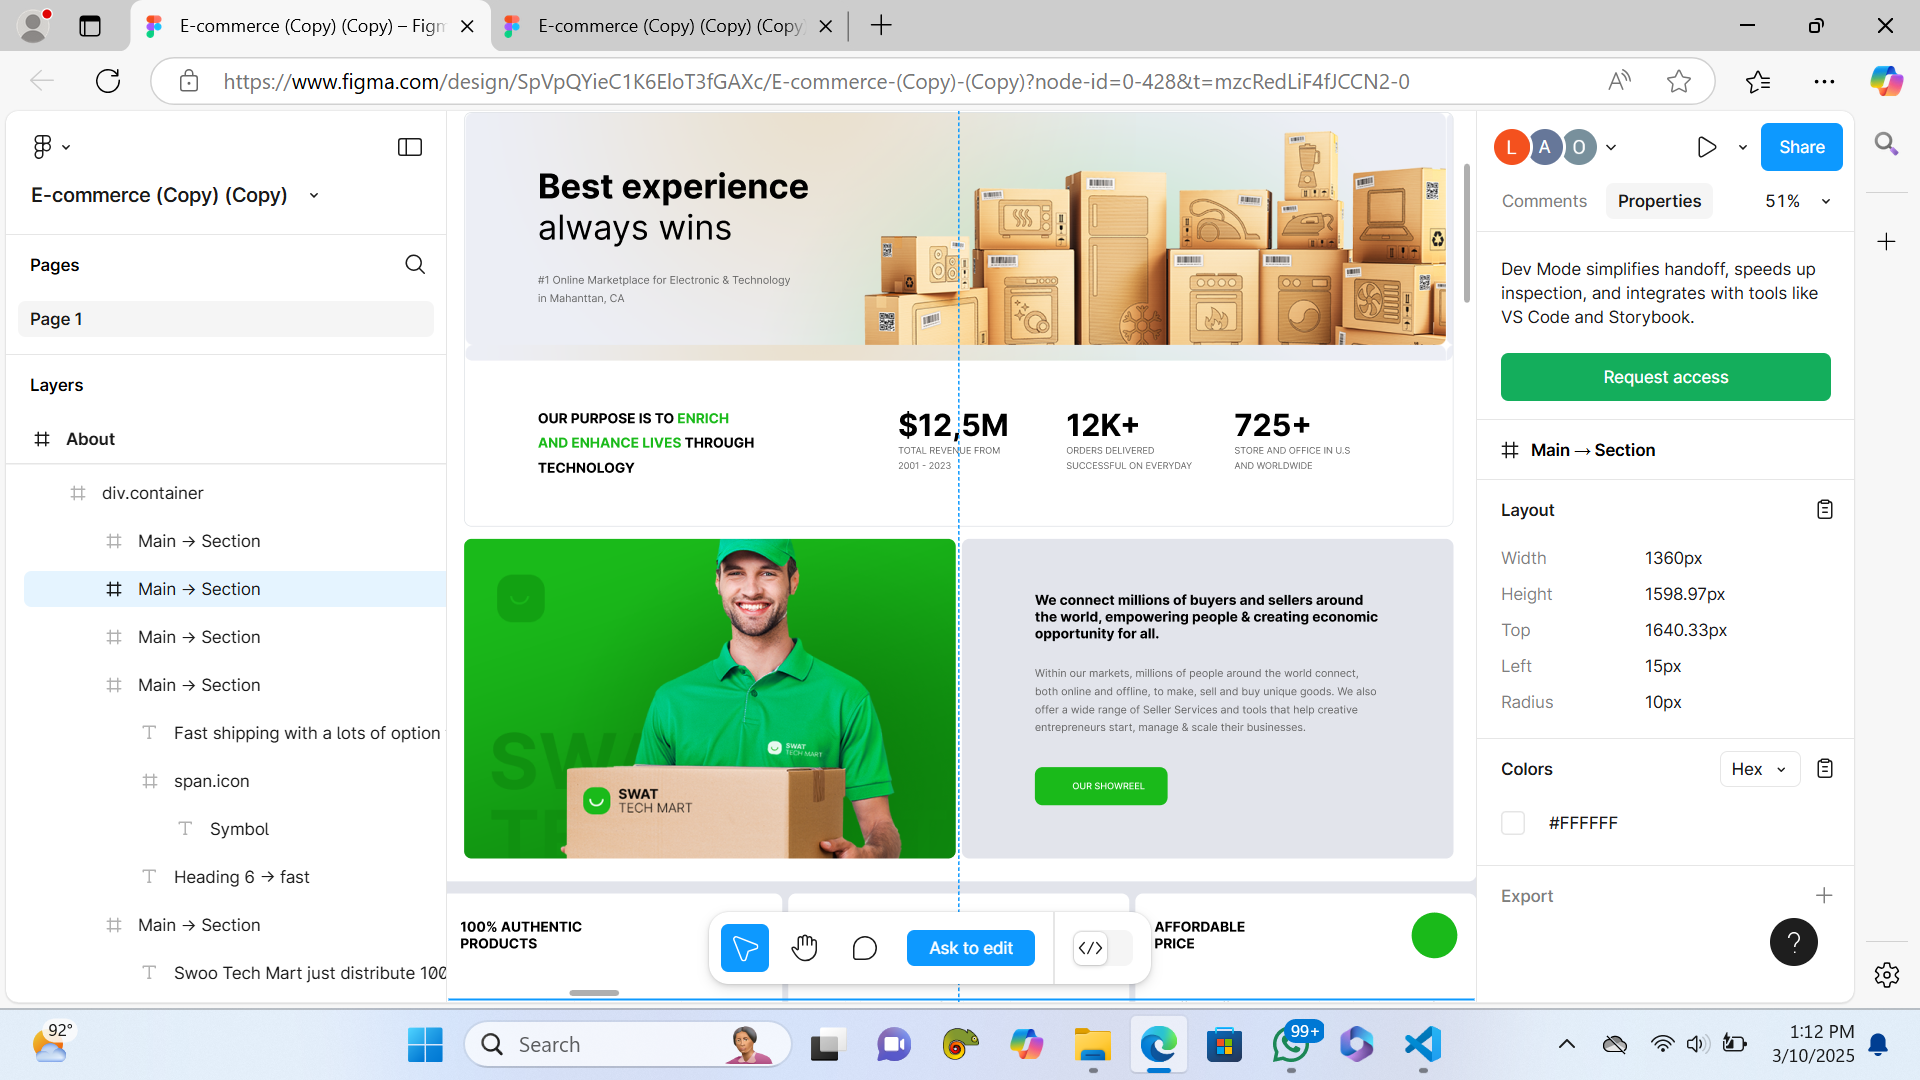 E-commerce (Copy) (Copy) – Figm
E-commerce (Copy) (Copy) (Copy)
https://www.figma.com/design/SpVpQYieC1K6EloT3fGAXc/E-commerce-(Copy)-(Copy)?node-id=0-428&t=mzcRedLiF4fJCCN2-0
E-commerce (Copy) (Copy)
Pages
Page 1
Layers
About
div.container
Main → Section
Main → Section
Main → Section
Main → Section
Fast shipping with a lots of option
span.icon
Symbol
Heading 6 → fast
Main → Section
Swoo Tech Mart just distribute 100
Best experience
always wins
#1 Online Marketplace for Electronic & Technology
in Mahanttan, CA
OUR PURPOSE IS TO ENRICH
AND ENHANCE LIVES THROUGH
TECHNOLOGY
$12,5M
TOTAL REVENUE FROM
2001 - 2023
12K+
ORDERS DELIVERED
SUCCESSFUL ON EVERYDAY
725+
STORE AND OFFICE IN U.S
AND WORLDWIDE
SWAT
TECH MART
SWAT
TECH MART
We connect millions of buyers and sellers around
the world, empowering people & creating economic
opportunity for all.
Within our markets, millions of people around the world connect,
both online and offline, to make, sell and buy unique goods. We also
offer a wide range of Seller Services and tools that help creative
entrepreneurs start, manage & scale their businesses.
OUR SHOWREEL
100% AUTHENTIC
PRODUCTS
AFFORDABLE
PRICE
Ask to edit
L A O
Share
Comments
Properties
51%
Dev Mode simplifies handoff, speeds up
inspection, and integrates with tools like
VS Code and Storybook.
Request access
Main → Section
Layout
Width 1360px
Height 1598.97px
Top 1640.33px
Left 15px
Radius 10px
Colors
Hex
#FFFFFF
Export
?
92°
Search
99+
1:12 PM
3/10/2025